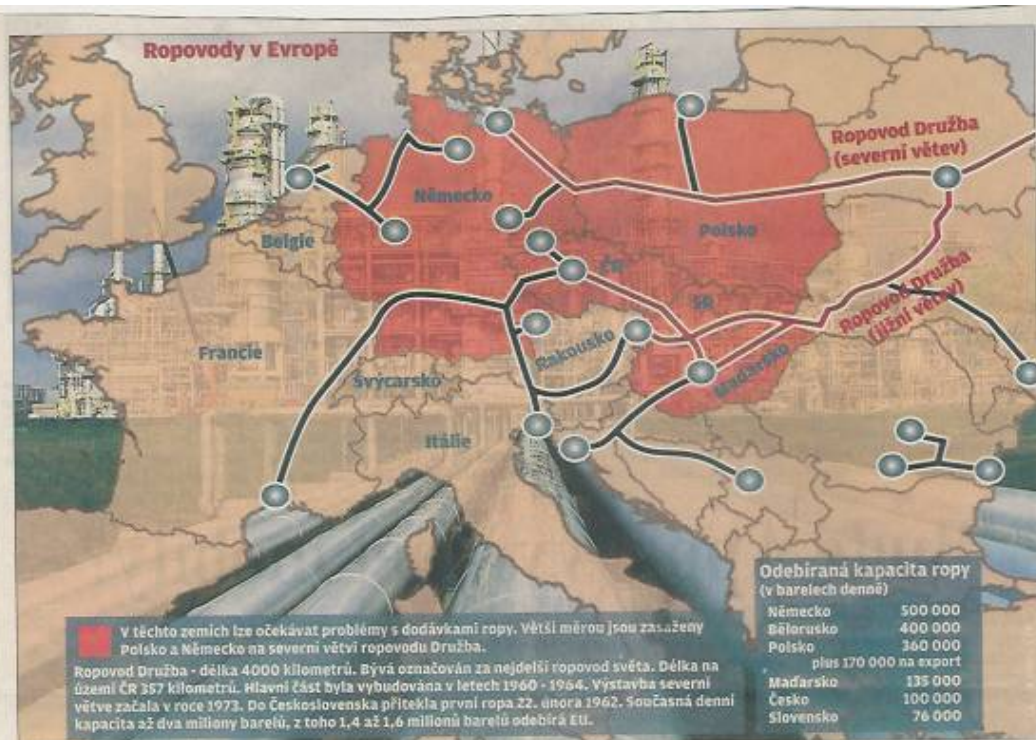 Ropovody v Evropě
Ropovod Družba
(severní větev)
Německo
Polsko
Belgie
ČR
SR
Ropovod Družba
(jižní větev)
Francie
Rakousko
Maďarsko
Švýcarsko
Itálie
Odebíraná kapacita ropy
(v barelech denně)
Německo 500 000
Bělorusko 400 000
Polsko 360 000
plus 170 000 na export
Maďarsko 135 000
Česko 100 000
Slovensko 76 000
V těchto zemích lze očekávat problémy s dodávkami ropy. Větší měrou jsou zasaženy
Polsko a Německo na severní větvi ropovodu Družba.
Ropovod Družba - délka 4000 kilometrů. Bývá označován za nejdelší ropovod světa. Délka na
území ČR 357 kilometrů. Hlavní část byla vybudována v letech 1960 - 1964. Výstavba severní
větve začala v roce 1973. Do Československa přitekla první ropa 22. února 1962. Současná denní
kapacita až dva miliony barelů, z toho 1,4 až 1,6 milionů barelů odebírá EU.